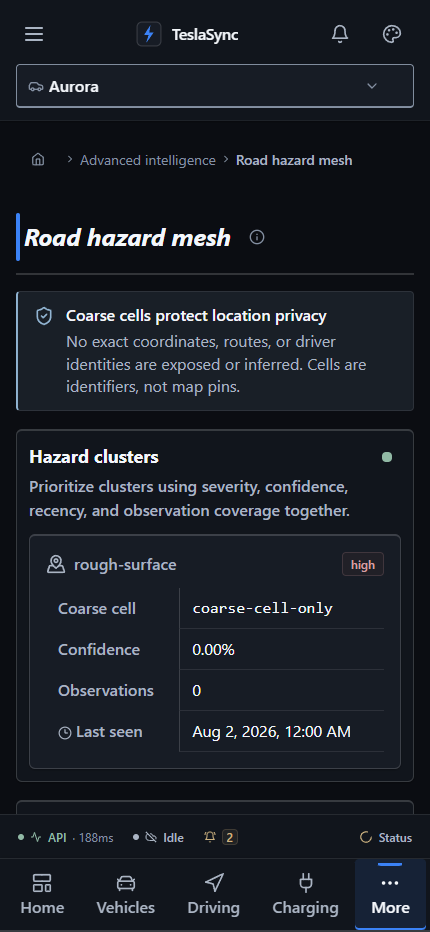 TeslaSync
Aurora
Advanced intelligence
Road hazard mesh
Road hazard mesh
Coarse cells protect location privacy
No exact coordinates, routes, or driver
identities are exposed or inferred. Cells are
identifiers, not map pins.
Hazard clusters
Prioritize clusters using severity, confidence,
recency, and observation coverage together.
rough-surface
high
Coarse cell
coarse-cell-only
Confidence
0.00%
Observations
0
Last seen
Aug 2, 2026, 12:00 AM
API · 188ms
Idle
2
Status
Home
Vehicles
Driving
Charging
More